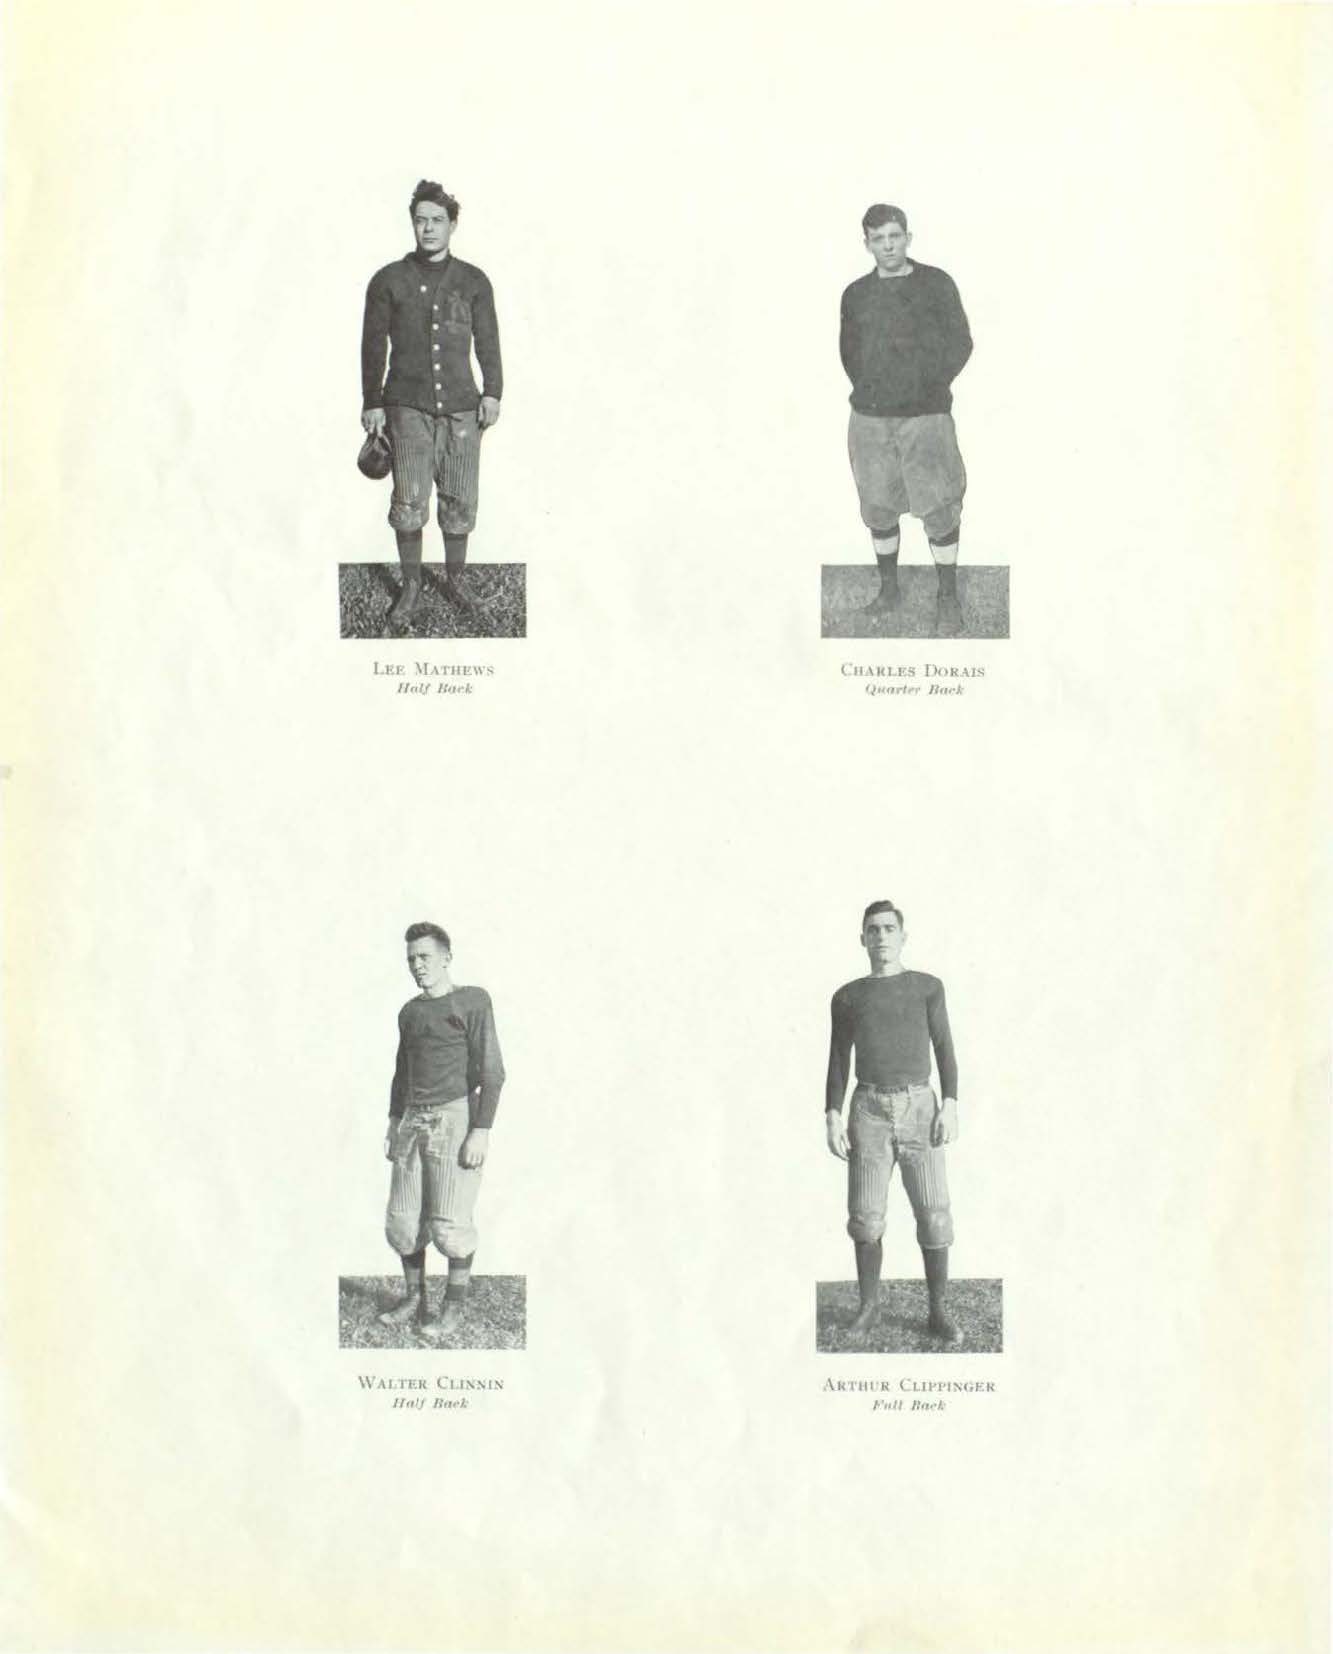 LEE MATHEWS
Half Back
CHARLES DORAIS
Quarter Back
WALTER CLINNIN
Half Back
ARTHUR CLIPPINGER
Full Back